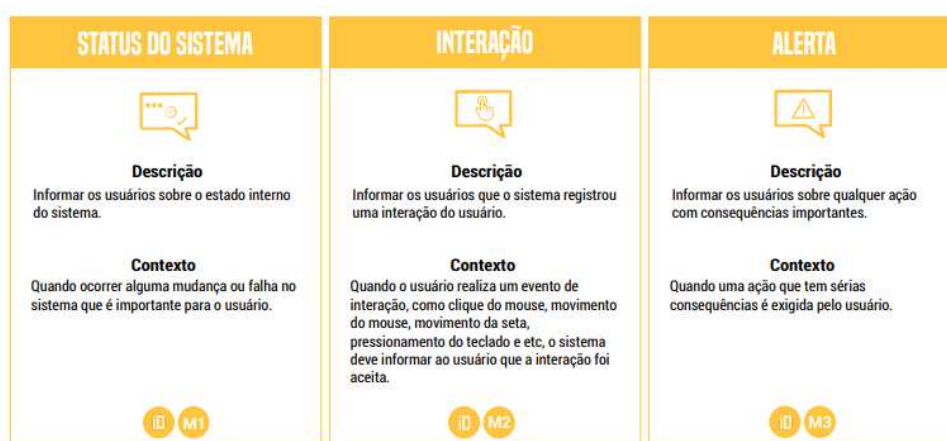 STATUS DO SISTEMA
Descrição
Informar os usuários sobre o estado interno
do sistema.
Contexto
Quando ocorrer alguma mudança ou falha no
sistema que é importante para o usuário.
iD M1
INTERAÇÃO
Descrição
Informar os usuários que o sistema registrou
uma interação do usuário.
Contexto
Quando o usuário realiza um evento de
interação, como clique do mouse, movimento
do mouse, movimento da seta,
pressionamento do teclado e etc, o sistema
deve informar ao usuário que a interação foi
aceita.
iD M2
ALERTA
Descrição
Informar os usuários sobre qualquer ação
com consequências importantes.
Contexto
Quando uma ação que tem sérias
consequências é exigida pelo usuário.
iD M3